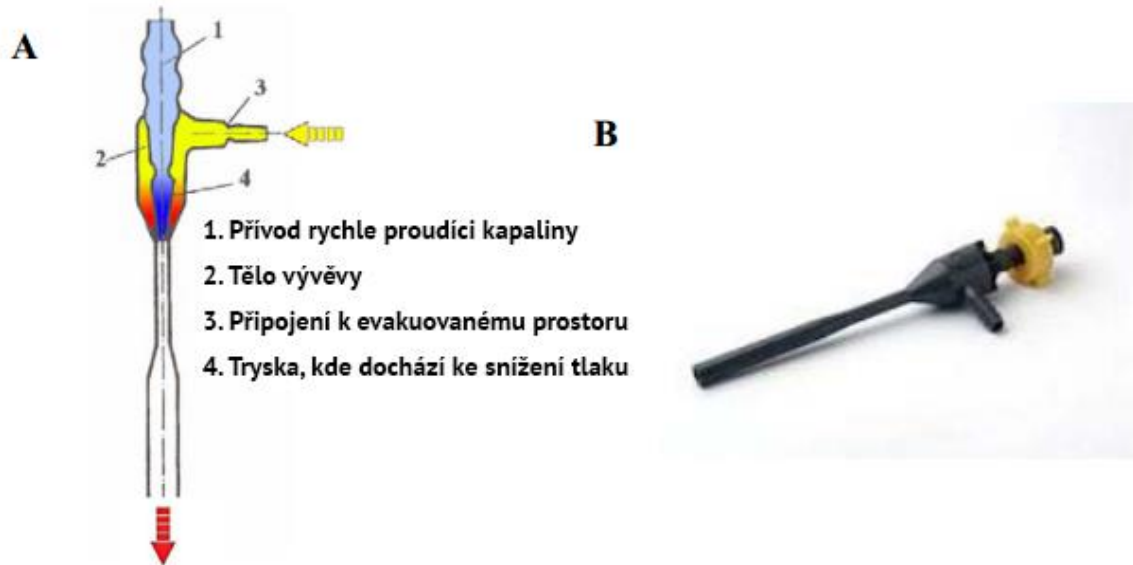 A
1
3
2
4
B
1. Přívod rychle proudíci kapaliny
2. Tělo vývěvy
3. Připojení k evakuovanému prostoru
4. Tryska, kde dochází ke snížení tlaku